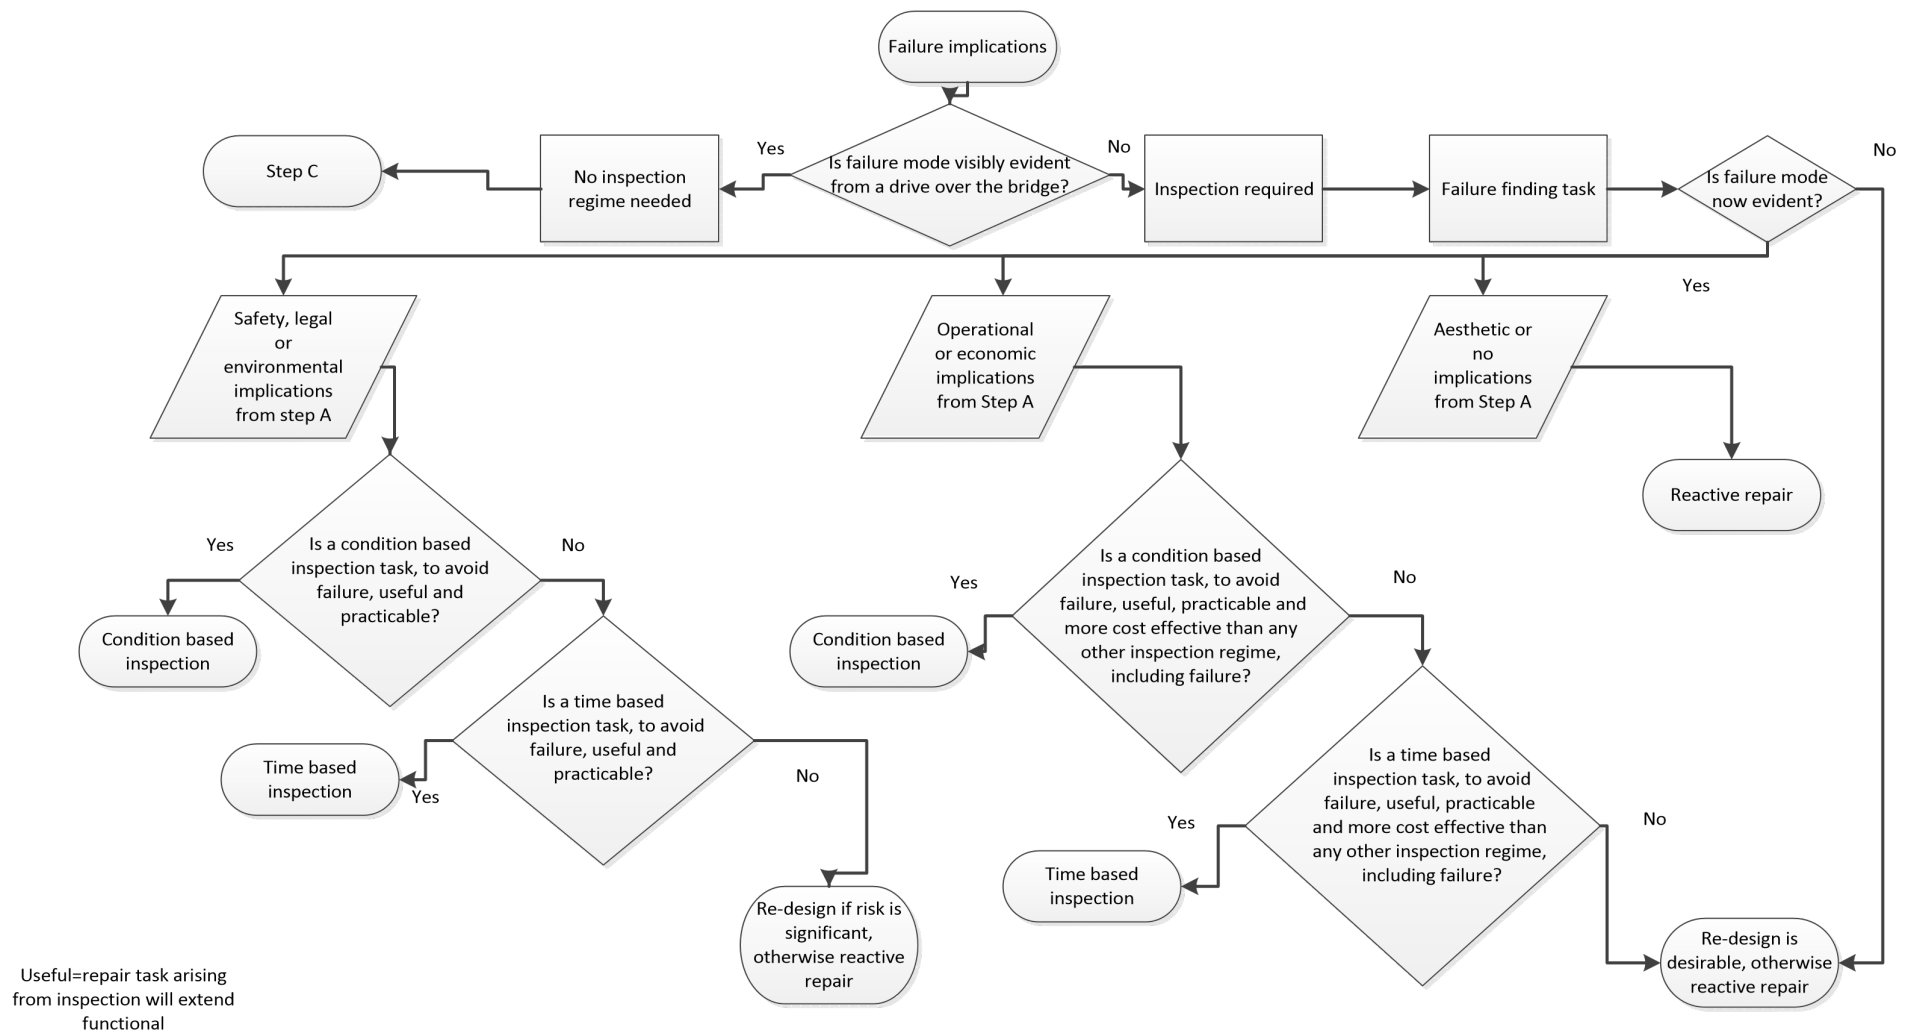 Failure implications
Yes
Is failure mode visibly evident
from a drive over the bridge?
No
No
Step C
No inspection
regime needed
Inspection required
Failure finding task
Is failure mode
now evident?
Yes
Safety, legal
or
environmental
implications
from step A
Operational
or economic
implications
from Step A
Aesthetic or
no
implications
from Step A
Reactive repair
Yes
Is a condition based
inspection task, to avoid
failure, useful and
practicable?
No
Condition based
inspection
Yes
Is a condition based
inspection task, to avoid
failure, useful, practicable and
more cost effective than any
other inspection regime,
including failure?
No
Condition based
inspection
Is a time based
inspection task, to avoid
failure, useful and
practicable?
Time based
inspection
Yes
No
Is a time based
inspection task, to avoid
failure, useful, practicable
and more cost effective than
any other inspection regime,
including failure?
Yes
No
Time based
inspection
Re-design if risk is
significant,
otherwise reactive
repair
Re-design is
desirable, otherwise
reactive repair
Useful=repair task arising
from inspection will extend
functional